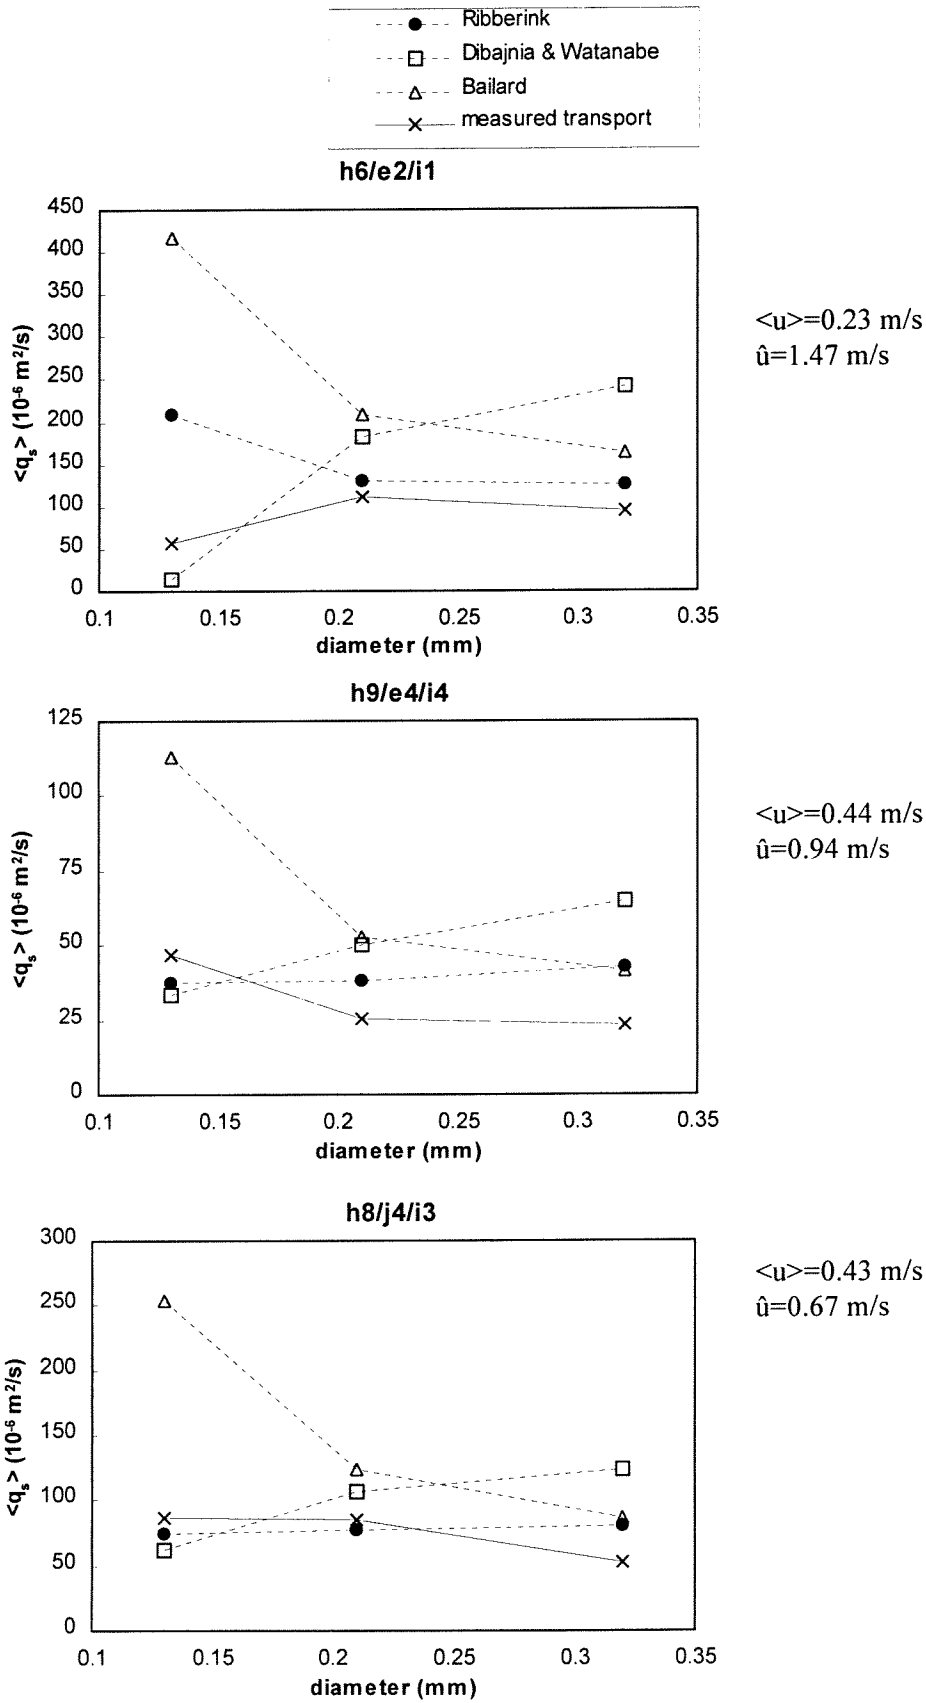 Ribberink
Dibajnia & Watanabe
Bailard
measured transport
h6/e2/i1
450
400
350
300
250
200
150
100
50
0
<q_s> (10⁻⁶ m²/s)
0.1 0.15 0.2 0.25 0.3 0.35
diameter (mm)
<u>=0.23 m/s
û=1.47 m/s
h9/e4/i4
125
100
75
50
25
0
<q_s> (10⁻⁶ m²/s)
0.1 0.15 0.2 0.25 0.3 0.35
diameter (mm)
<u>=0.44 m/s
û=0.94 m/s
h8/j4/i3
300
250
200
150
100
50
0
<q_s> (10⁻⁶ m²/s)
0.1 0.15 0.2 0.25 0.3 0.35
diameter (mm)
<u>=0.43 m/s
û=0.67 m/s